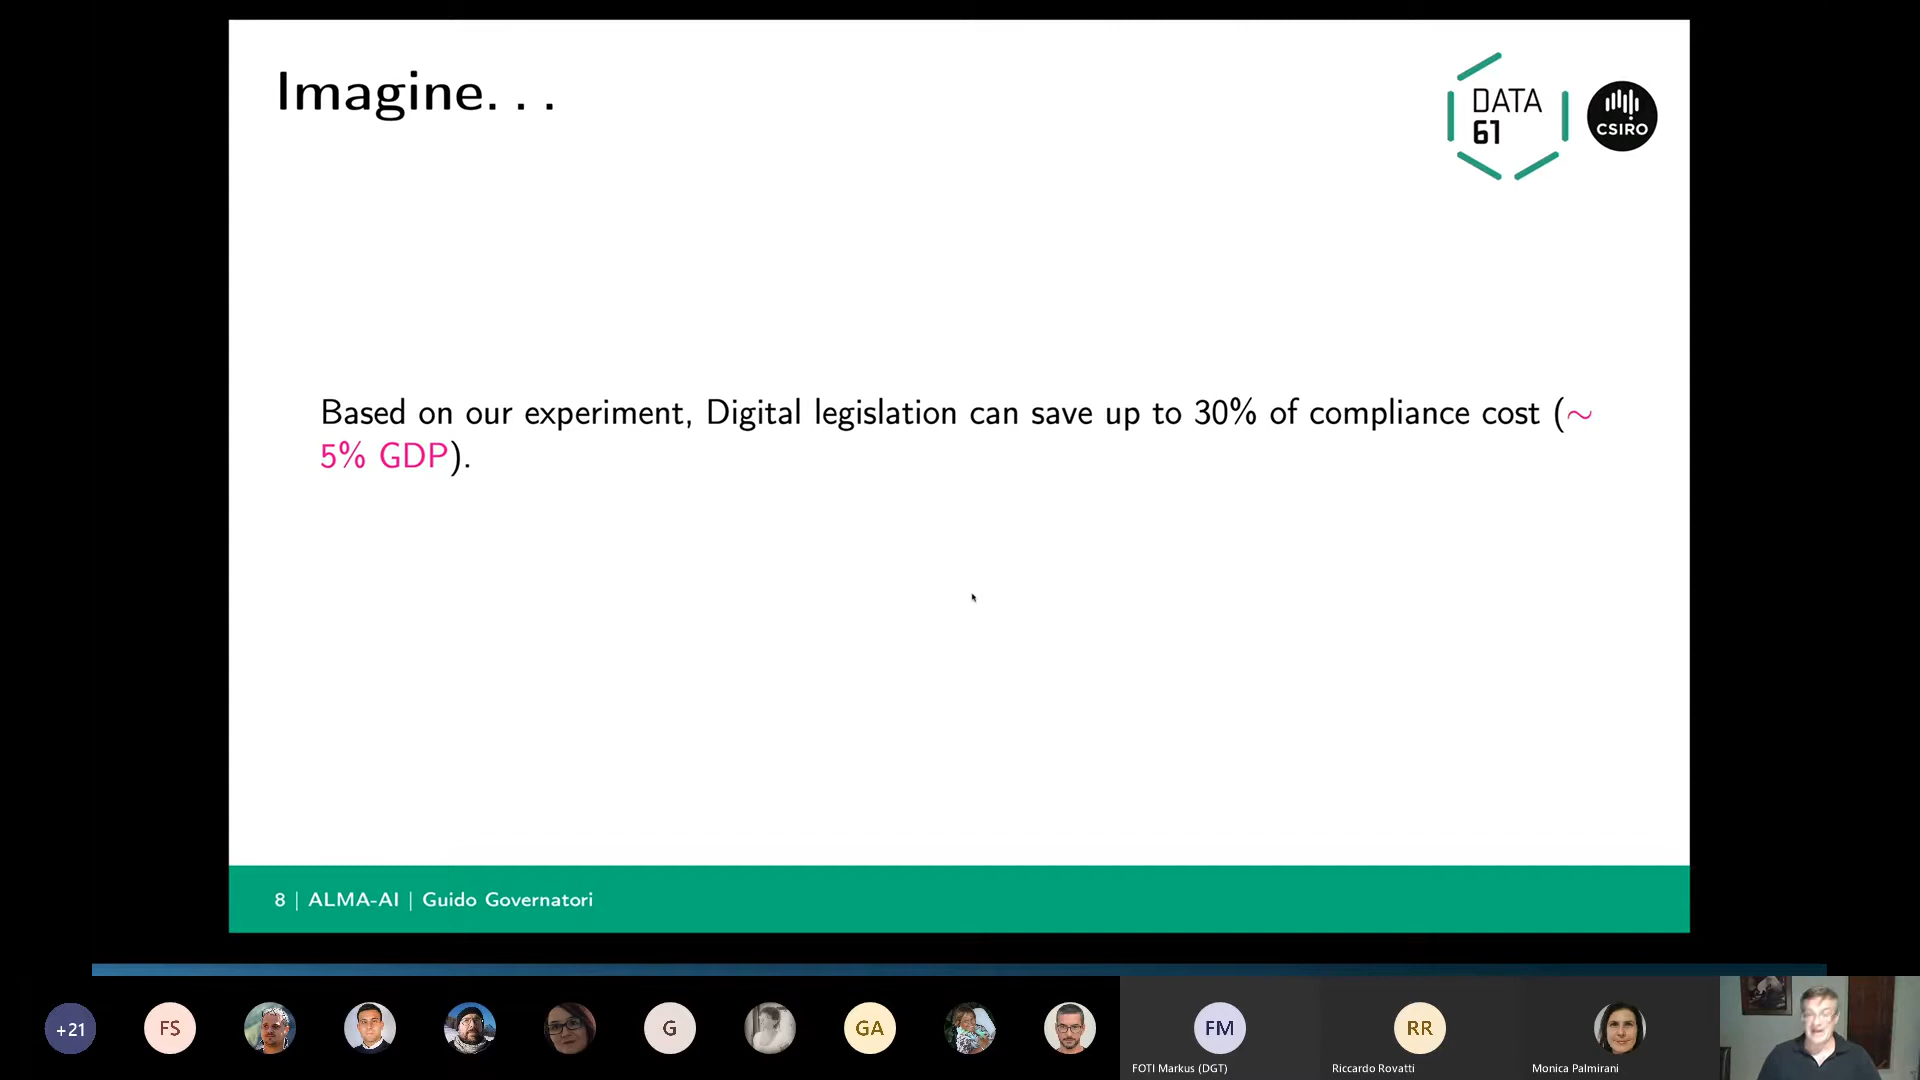 Imagine. . .
DATA
61
CSIRO
Based on our experiment, Digital legislation can save up to 30% of compliance cost (∼
5% GDP).
8 | ALMA-AI | Guido Governatori
+21
FS
G
GA
FM
RR
FOTI Markus (DGT)
Riccardo Rovatti
Monica Palmirani